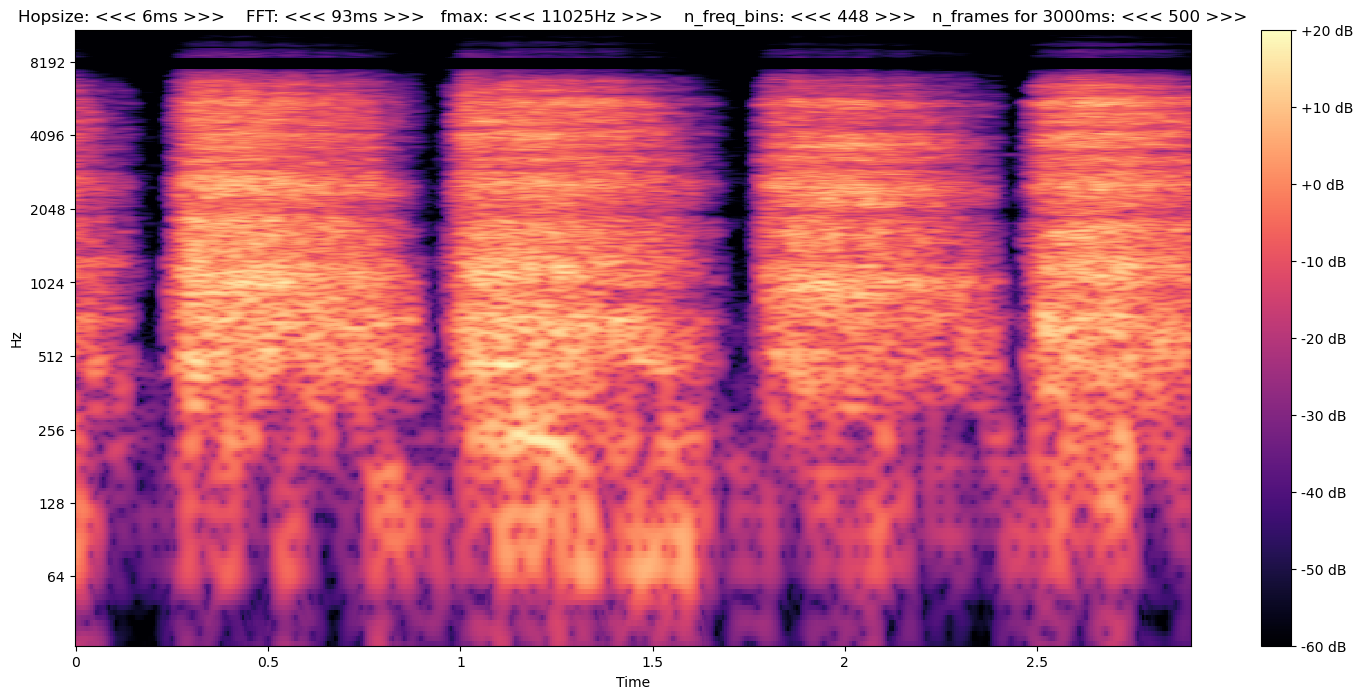 Hopsize: <<< 6ms >>>    FFT: <<< 93ms >>>   fmax: <<< 11025Hz >>>    n_freq_bins: <<< 448 >>>   n_frames for 3000ms: <<< 500 >>>
+20 dB
8192
+10 dB
4096
+0 dB
2048
-10 dB
1024
-20 dB
Hz
512
-30 dB
256
-40 dB
128
-50 dB
64
-60 dB
0 0.5 1 1.5 2 2.5
Time